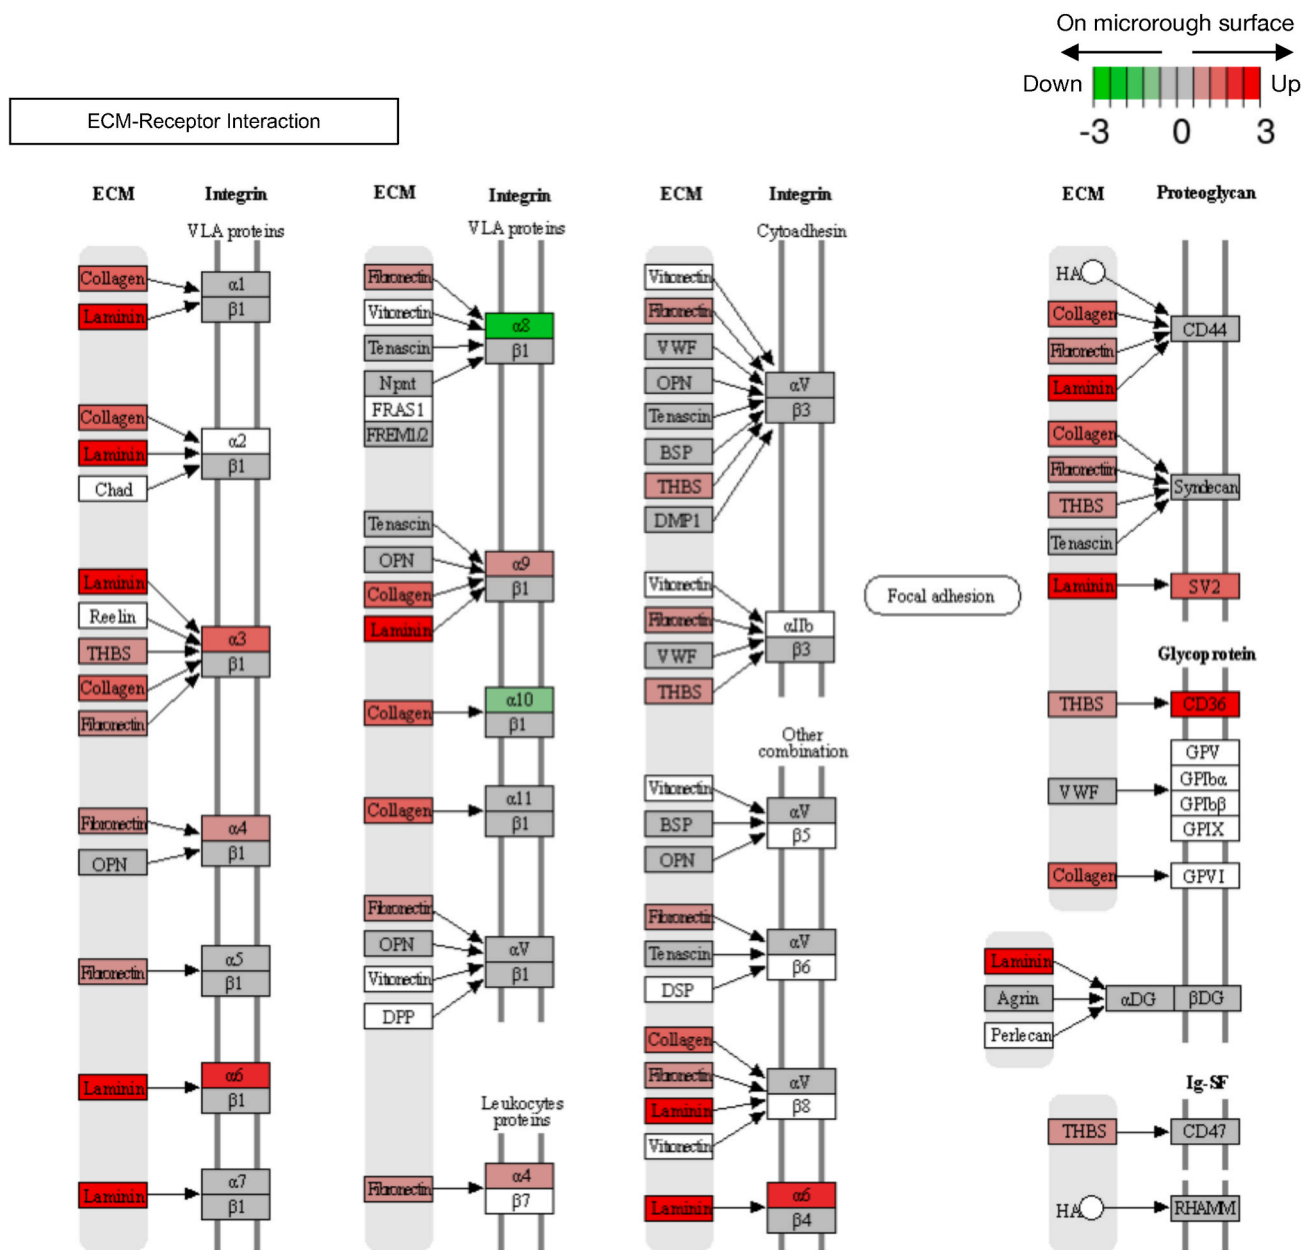 On microrough surface
Down
Up
-3
0
3
ECM-Receptor Interaction
ECM
Integrin
VLA proteins
Collagen
Laminin
α1
β1
Collagen
Laminin
Chad
α2
β1
Laminin
Reelin
THBS
Collagen
Fibronectin
α3
β1
Fibronectin
OPN
α4
β1
Fibronectin
α5
β1
Laminin
α6
β1
Laminin
α7
β1
ECM
Integrin
VLA proteins
Fibronectin
Vitronectin
Tenascin
Npnt
FRAS1
FREM1/2
α8
β1
Tenascin
OPN
Collagen
Laminin
α9
β1
Collagen
α10
β1
Collagen
α11
β1
Fibronectin
OPN
Vitronectin
DPP
αV
β1
Leukocytes
proteins
Fibronectin
α4
β7
ECM
Integrin
Cytoadhesin
Vitronectin
Fibronectin
VWF
OPN
Tenascin
BSP
THBS
DMP1
αV
β3
Vitronectin
Fibronectin
VWF
THBS
αIIb
β3
Other
combination
Vitronectin
BSP
OPN
αV
β5
Fibronectin
Tenascin
DSP
αV
β6
Collagen
Fibronectin
Laminin
Vitronectin
αV
β8
Laminin
α6
β4
Focal adhesion
ECM
Proteoglycan
HA
Collagen
Fibronectin
Laminin
CD44
Collagen
Fibronectiin
THBS
Tenascin
Syndecan
Laminin
SV2
Glycoprotein
THBS
CD36
VWF
GPV
GPIbα
GPIbβ
GPIX
Collagen
GPVI
Laminin
Agrin
Perlecan
αDG
βDG
Ig-SF
THBS
CD47
HA
RHAMM